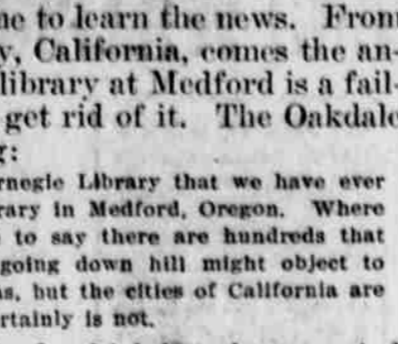 ne to learn the news. Fron
y, California, comes the an-
library at Medford is a fail-
get rid of it. The Oakdale
g:
rnegie Library that we have ever
rary in Medford, Oregon. Where
to say there are hundreds that
going down hill might object to
as, but the cities of California are
rtainly is not.